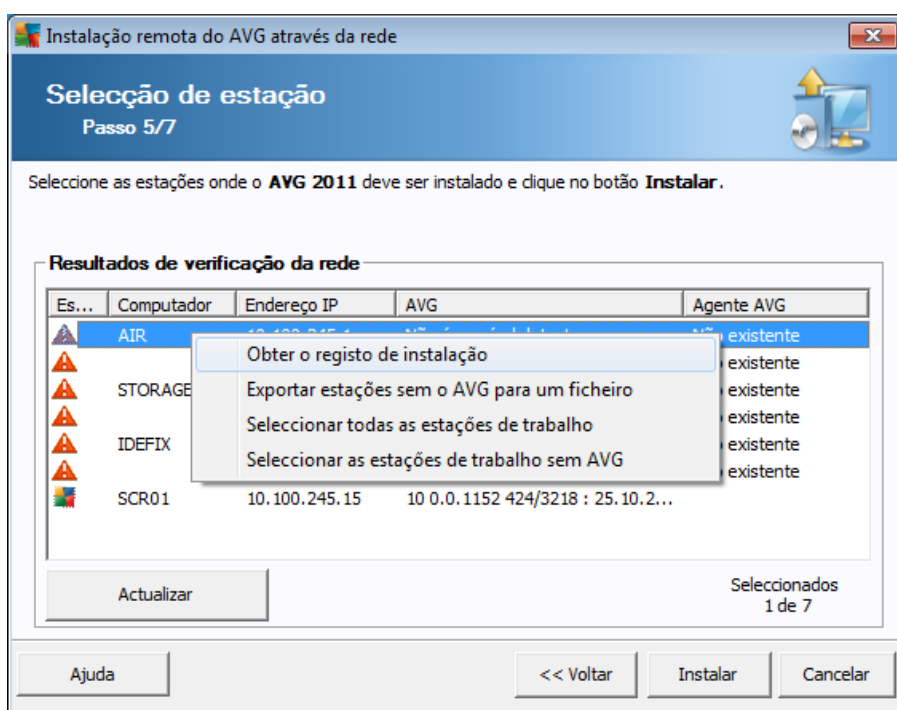 Instalação remota do AVG através da rede
Selecção de estação
Passo 5/7
Seleccione as estações onde o AVG 2011 deve ser instalado e clique no botão Instalar.
Resultados de verificação da rede
Es... Computador Endereço IP AVG Agente AVG
AIR existente
Obter o registo de instalação
existente
STORAGE Exportar estações sem o AVG para um ficheiro existente
Seleccionar todas as estações de trabalho existente
IDEFIX existente
Seleccionar as estações de trabalho sem AVG existente
SCR01 10.100.245.15 10 0.0.1152 424/3218 : 25.10.2...
Actualizar
Seleccionados
1 de 7
Ajuda << Voltar Instalar Cancelar